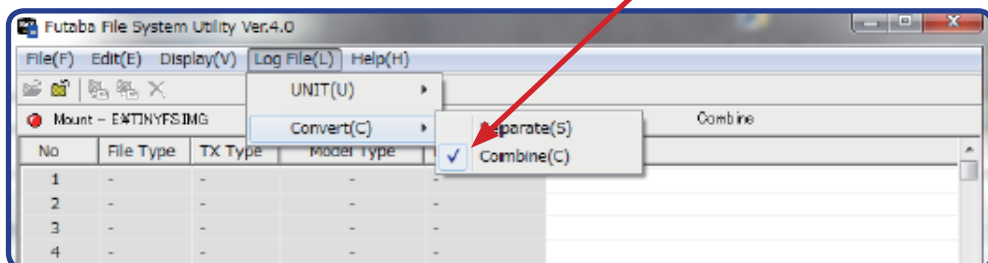 Futaba File System Utility Ver.4.0
File(F) Edit(E) Display(V) Log File(L) Help(H)
UNIT(U)
Mount - E:¥TINYFS.IMG Combine
Convert(C)
Separate(S)
Combine(C)
No File Type TX Type Model Type
1 - - - -
2 - - - -
3 - - - -
4 - - - -